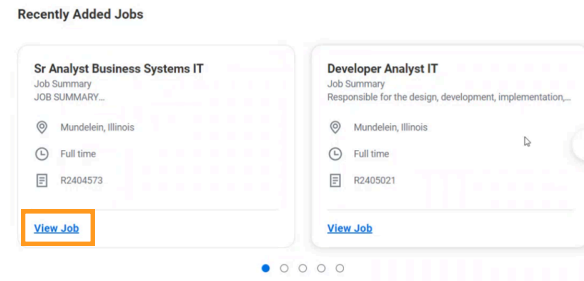 Recently Added Jobs
Sr Analyst Business Systems IT
Job Summary
JOB SUMMARY...
Mundelein, Illinois
Full time
R2404573
View Job
Developer Analyst IT
Job Summary
Responsible for the design, development, implementation,...
Mundelein, Illinois
Full time
R2405021
View Job